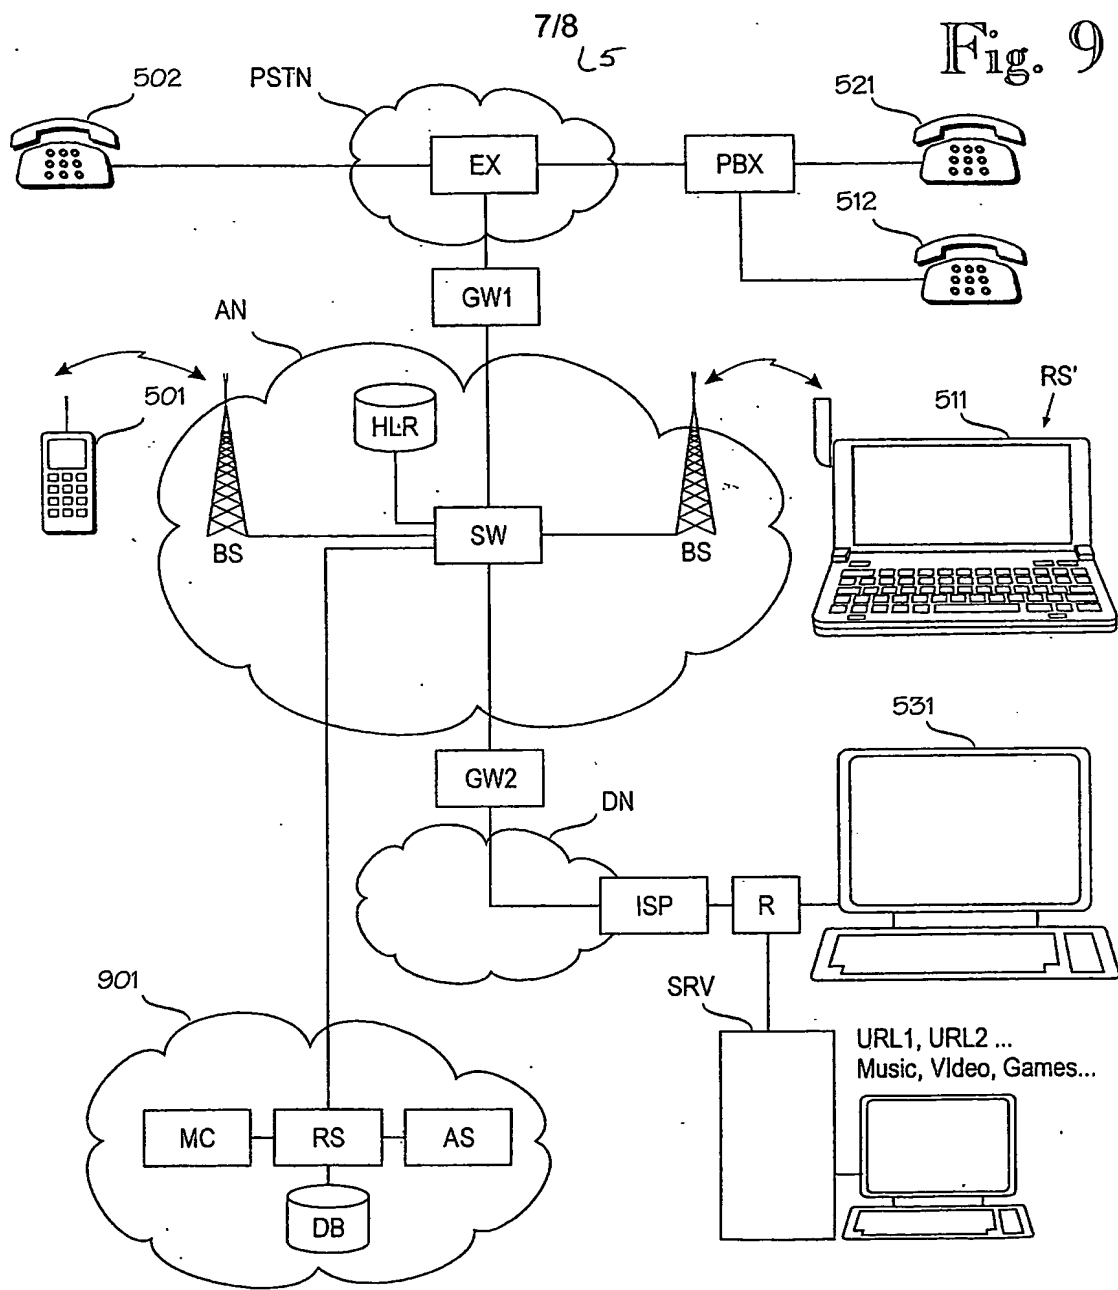 7/8
L5
Fig. 9
502
PSTN
521
EX
PBX
512
GW1
AN
501
HLR
RS'
511
SW
BS
BS
531
GW2
DN
ISP
R
901
SRV
URL1, URL2 ...
Music, VIdeo, Games...
MC
RS
AS
DB